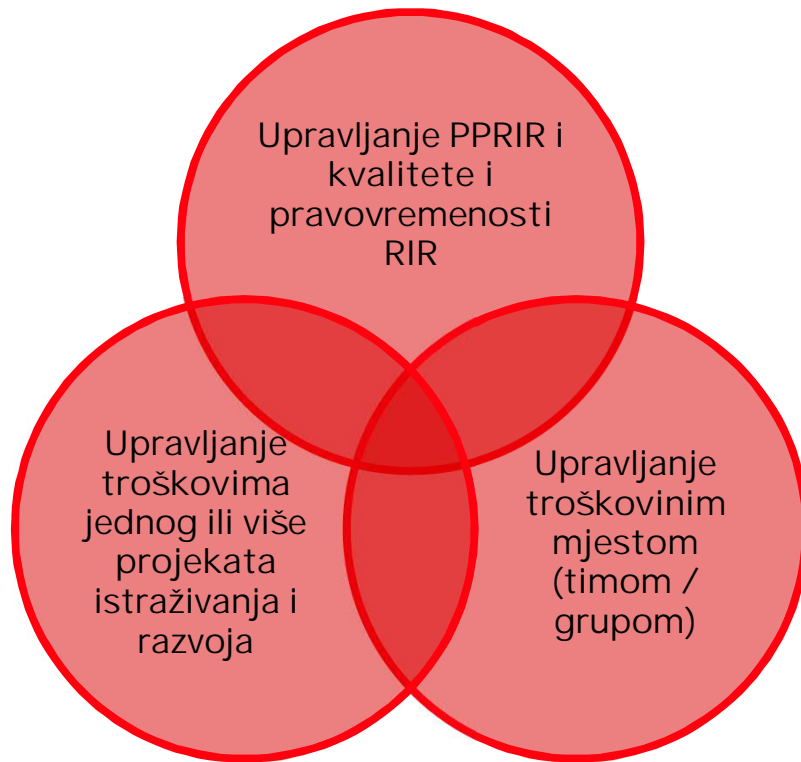 Upravljanje PPRIR i
kvalitete i
pravovremenosti
RIR
Upravljanje
troškovima
jednog ili više
projekata
istraživanja i
razvoja
Upravljanje
troškovinim
mjestom
(timom /
grupom)